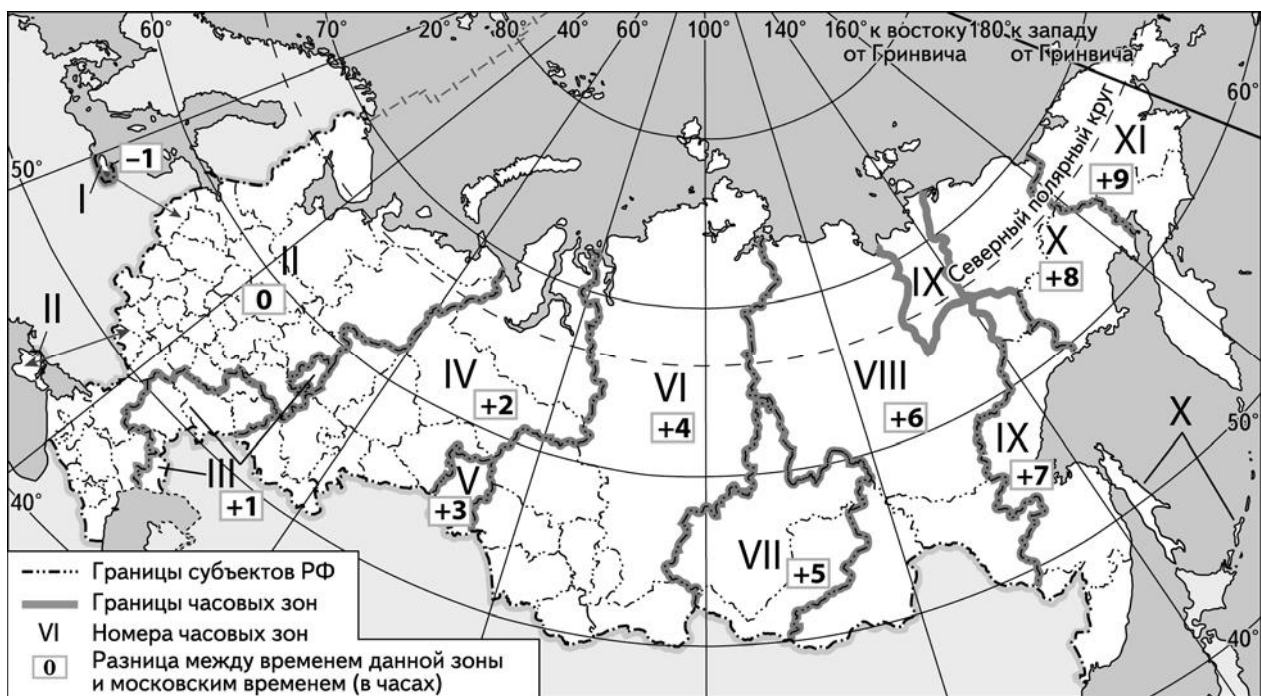 60° 70° 20° 20° 40° 60° 80° 100° 120° 140° 160° к востоку 180° к западу
от Гринвича от Гринвича
60°
50°
–1
I
Северный полярный круг
XI
+9
II
0
IX
X
+8
II
IV
+2
VI
+4
VIII
+6
X
50°
IX
+7
III
+1
V
+3
40°
VII
+5
40°
Границы субъектов РФ
Границы часовых зон
VI Номера часовых зон
0 Разница между временем данной зоны
и московским временем (в часах)